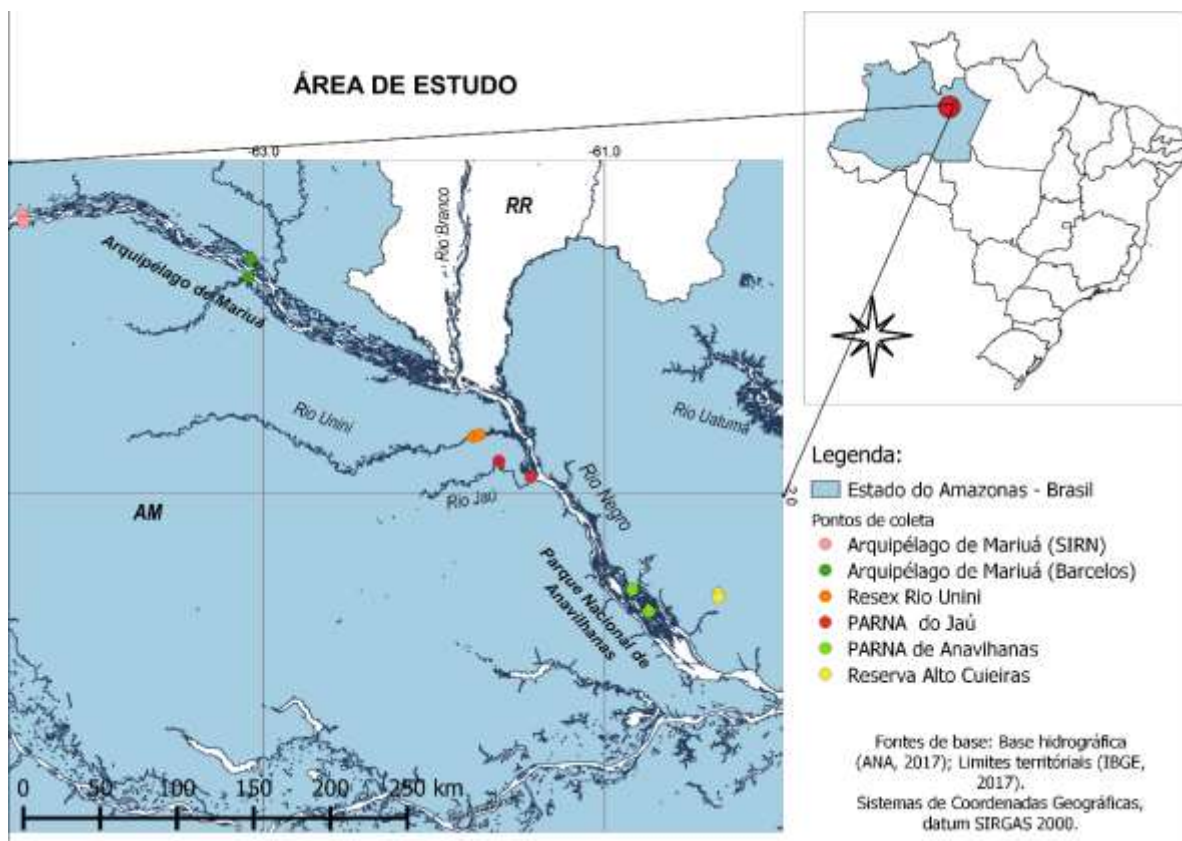 ÁREA DE ESTUDO
-63.0
-61.0
Rio Branco
RR
Arquipélago de Mariuá
Rio Unini
Rio Uatumã
Rio Jaú
Rio Negro
-2.0
AM
Parque Nacional de
Anavilhanas
0 50 100 150 200 250 km
Legenda:
Estado do Amazonas - Brasil
Pontos de coleta
Arquipélago de Mariuá (SIRN)
Arquipélago de Mariuá (Barcelos)
Resex Rio Unini
PARNA do Jaú
PARNA de Anavlhanas
Reserva Alto Cuieiras
Fontes de base: Base hidrográfica
(ANA, 2017); Limites territóriais (IBGE,
2017).
Sistemas de Coordenadas Geográficas,
datum SIRGAS 2000.